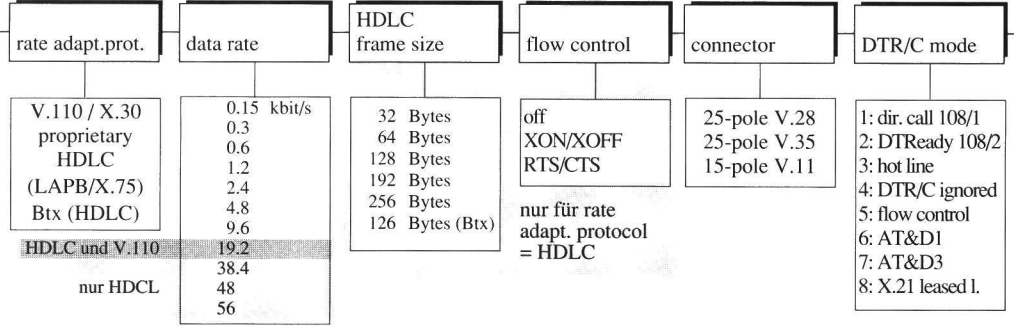 rate adapt.prot.
V.110 / X.30
proprietary
HDLC
(LAPB/X.75)
Btx (HDLC)
HDLC und V.110
nur HDCL
data rate
0.15 kbit/s
0.3
0.6
1.2
2.4
4.8
9.6
19.2
38.4
48
56
HDLC
frame size
32 Bytes
64 Bytes
128 Bytes
192 Bytes
256 Bytes
126 Bytes (Btx)
flow control
off
XON/XOFF
RTS/CTS
nur für rate
adapt. protocol
= HDLC
connector
25-pole V.28
25-pole V.35
15-pole V.11
DTR/C mode
1: dir. call 108/1
2: DTReady 108/2
3: hot line
4: DTR/C ignored
5: flow control
6: AT&D1
7: AT&D3
8: X.21 leased l.